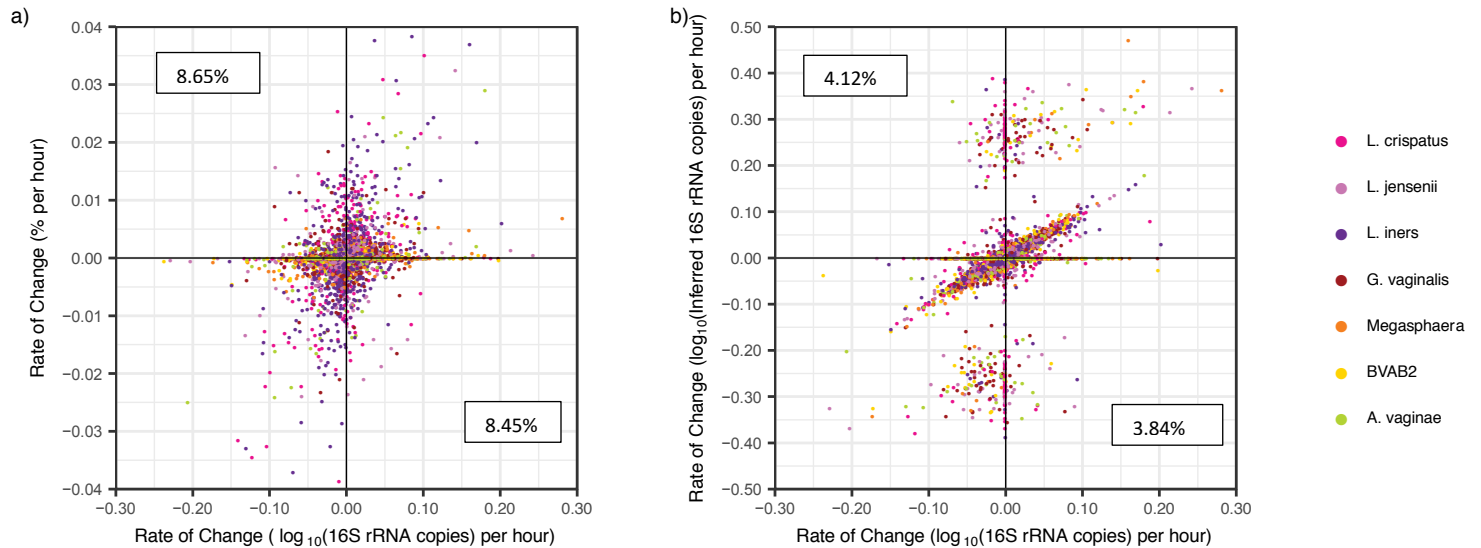 a)
Rate of Change (% per hour)
0.04
0.03
0.02
0.01
0.00
−0.01
−0.02
−0.03
−0.04
8.65%
8.45%
−0.30
−0.20
−0.10
0.00
0.10
0.20
0.30
Rate of Change ( log10(16S rRNA copies) per hour)
b)
Rate of Change (log10(Inferred 16S rRNA copies) per hour)
0.50
0.40
0.30
0.20
0.10
0.00
−0.10
−0.20
−0.30
−0.40
−0.50
4.12%
3.84%
−0.30
−0.20
−0.10
0.00
0.10
0.20
0.30
Rate of Change (log10(16S rRNA copies) per hour)
L. crispatus
L. jensenii
L. iners
G. vaginalis
Megasphaera
BVAB2
A. vaginae